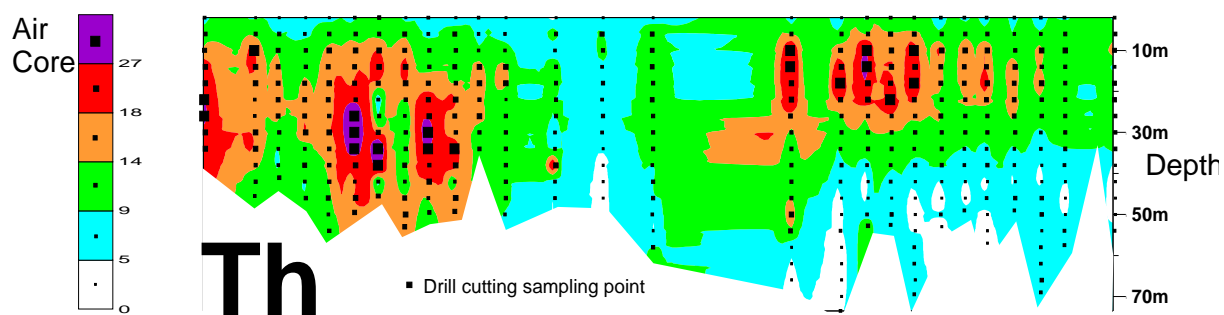 Air
Core
27
18
14
9
5
0
10m
30m
Depth
50m
70m
Th
Drill cutting sampling point